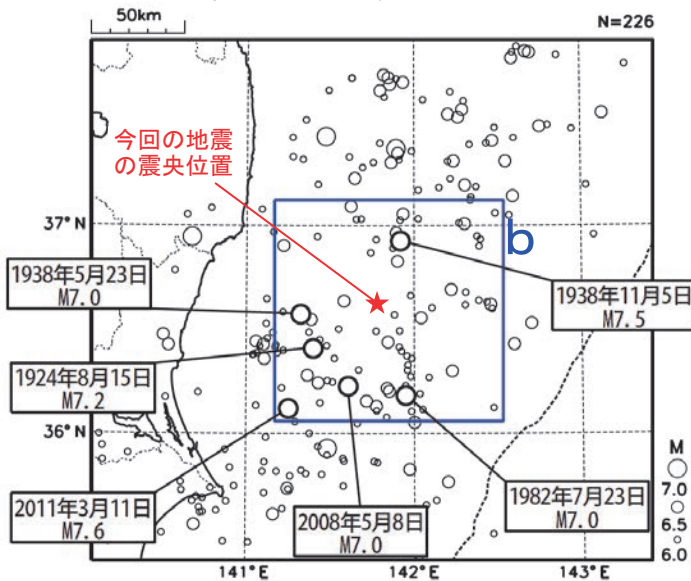 50km
N=226
今回の地震
の震央位置
37°N
b
1938年5月23日
M7.0
1938年11月5日
M7.5
1924年8月15日
M7.2
36°N
M
7.0
6.5
6.0
2011年3月11日
M7.6
2008年5月8日
M7.0
1982年7月23日
M7.0
141°E
142°E
143°E